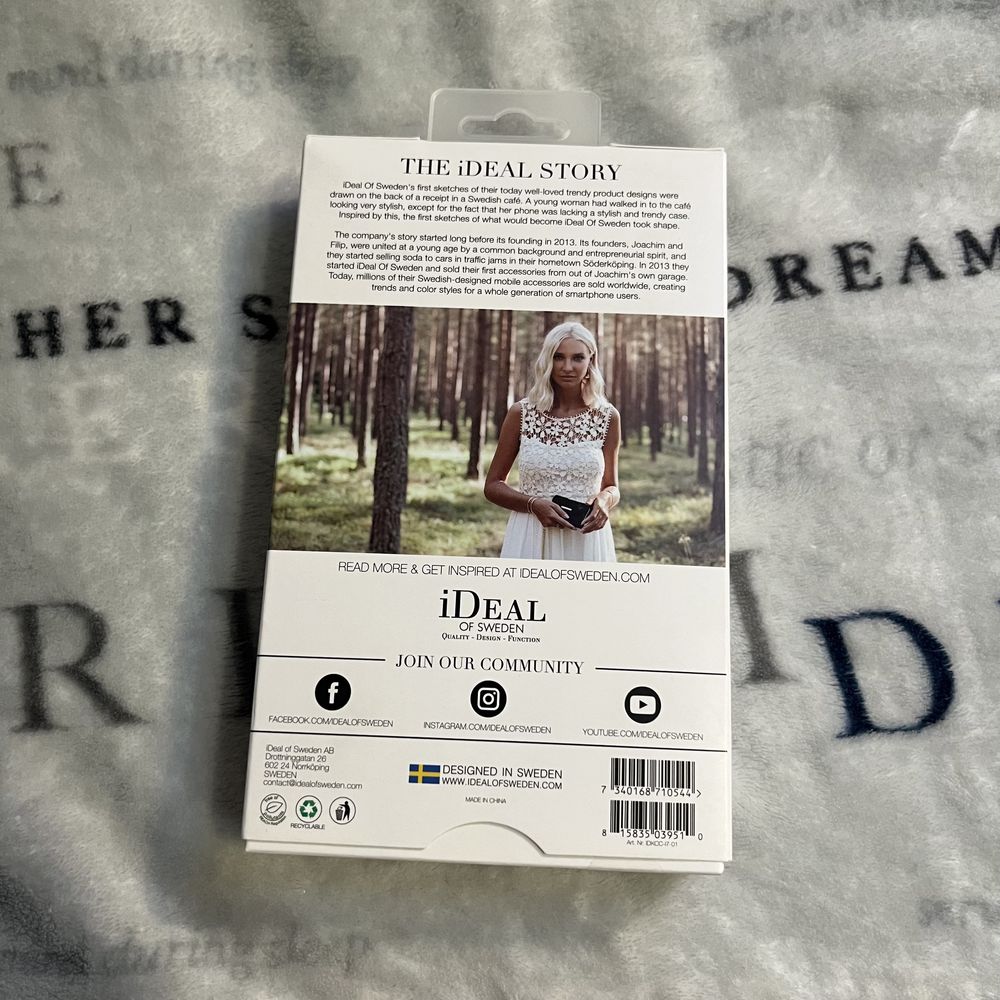 THE iDEAL STORY
iDeal Of Sweden's first sketches of their today well-loved trendy product designs were
drawn on the back of a receipt in a Swedish café. A young woman had walked in to the café
looking very stylish, except for the fact that her phone was lacking a stylish and trendy case.
Inspired by this, the first sketches of what would become iDeal Of Sweden took shape.
The company's story started long before its founding in 2013. Its founders, Joachim and
Filip, were united at a young age by a common background and entrepreneurial spirit, and
they started selling soda to cars in traffic jams in their hometown Söderköping. In 2013 they
started iDeal Of Sweden and sold their first accessories from out of Joachim's own garage.
Today, millions of their Swedish-designed mobile accessories are sold worldwide, creating
trends and color styles for a whole generation of smartphone users.
E
HER S
DREAM
READ MORE & GET INSPIRED AT IDEALOFSWEDEN.COM
iDEAL
OF SWEDEN
QUALITY - DESIGN - FUNCTION
R
D
JOIN OUR COMMUNITY
FACEBOOK.COM/IDEALOFSWEDEN
INSTAGRAM.COM/IDEALOFSWEDEN
YOUTUBE.COM/IDEALOFSWEDEN
iDeal of Sweden AB
Drottninggatan 26
602 24 Norrköping
SWEDEN
contact@idealofsweden.com
RECYCLABLE
DESIGNED IN SWEDEN
WWW.IDEALOFSWEDEN.COM
MADE IN CHINA
7 340168 710544 >
8 15835 03951 0
Art. Nr. IDKCC-I7-01